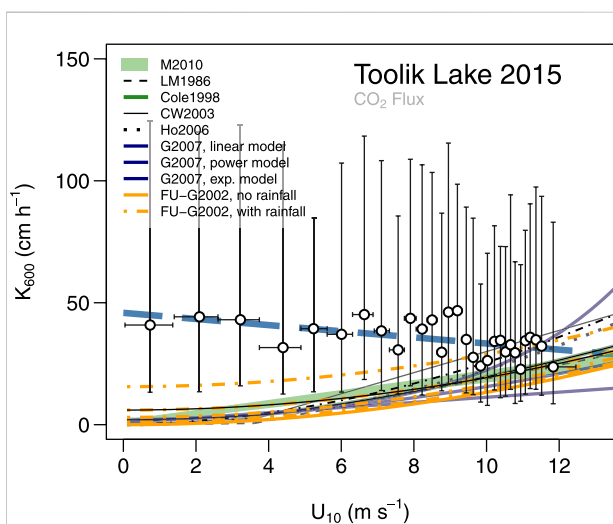 150
100
50
0
K600 (cm h−1)
M2010
LM1986
Cole1998
CW2003
Ho2006
G2007, linear model
G2007, power model
G2007, exp. model
FU−G2002, no rainfall
FU−G2002, with rainfall
Toolik Lake 2015
CO2 Flux
0 2 4 6 8 10 12
U10 (m s−1)